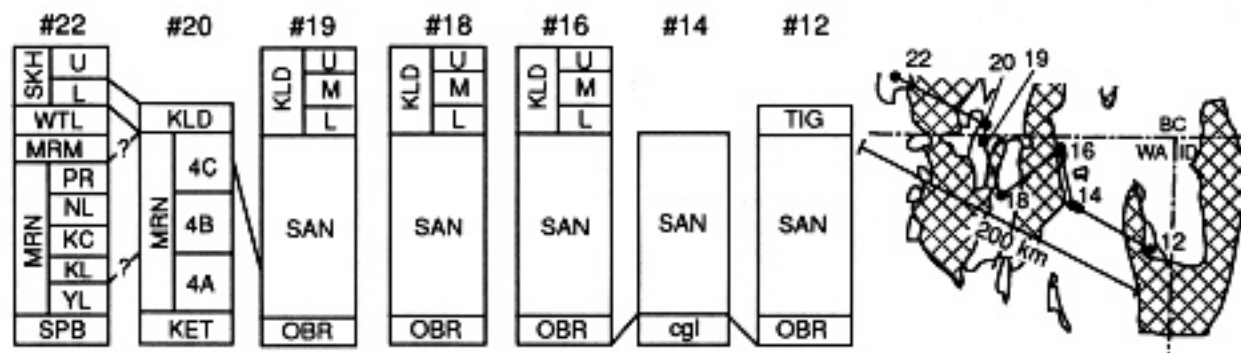 #22 #20 #19 #18 #16 #14 #12
SKH U L
WTL
MRM ?
MRN PR NL KC KL YL ?
SPB
KLD
MRN 4C 4B 4A
KET
KLD U M L
SAN
OBR
KLD U M L
SAN
OBR
KLD U M L
SAN
OBR
SAN
cgl
TIG
SAN
OBR
22 20 19
BC
WA ID
16
18 14
12
200 km